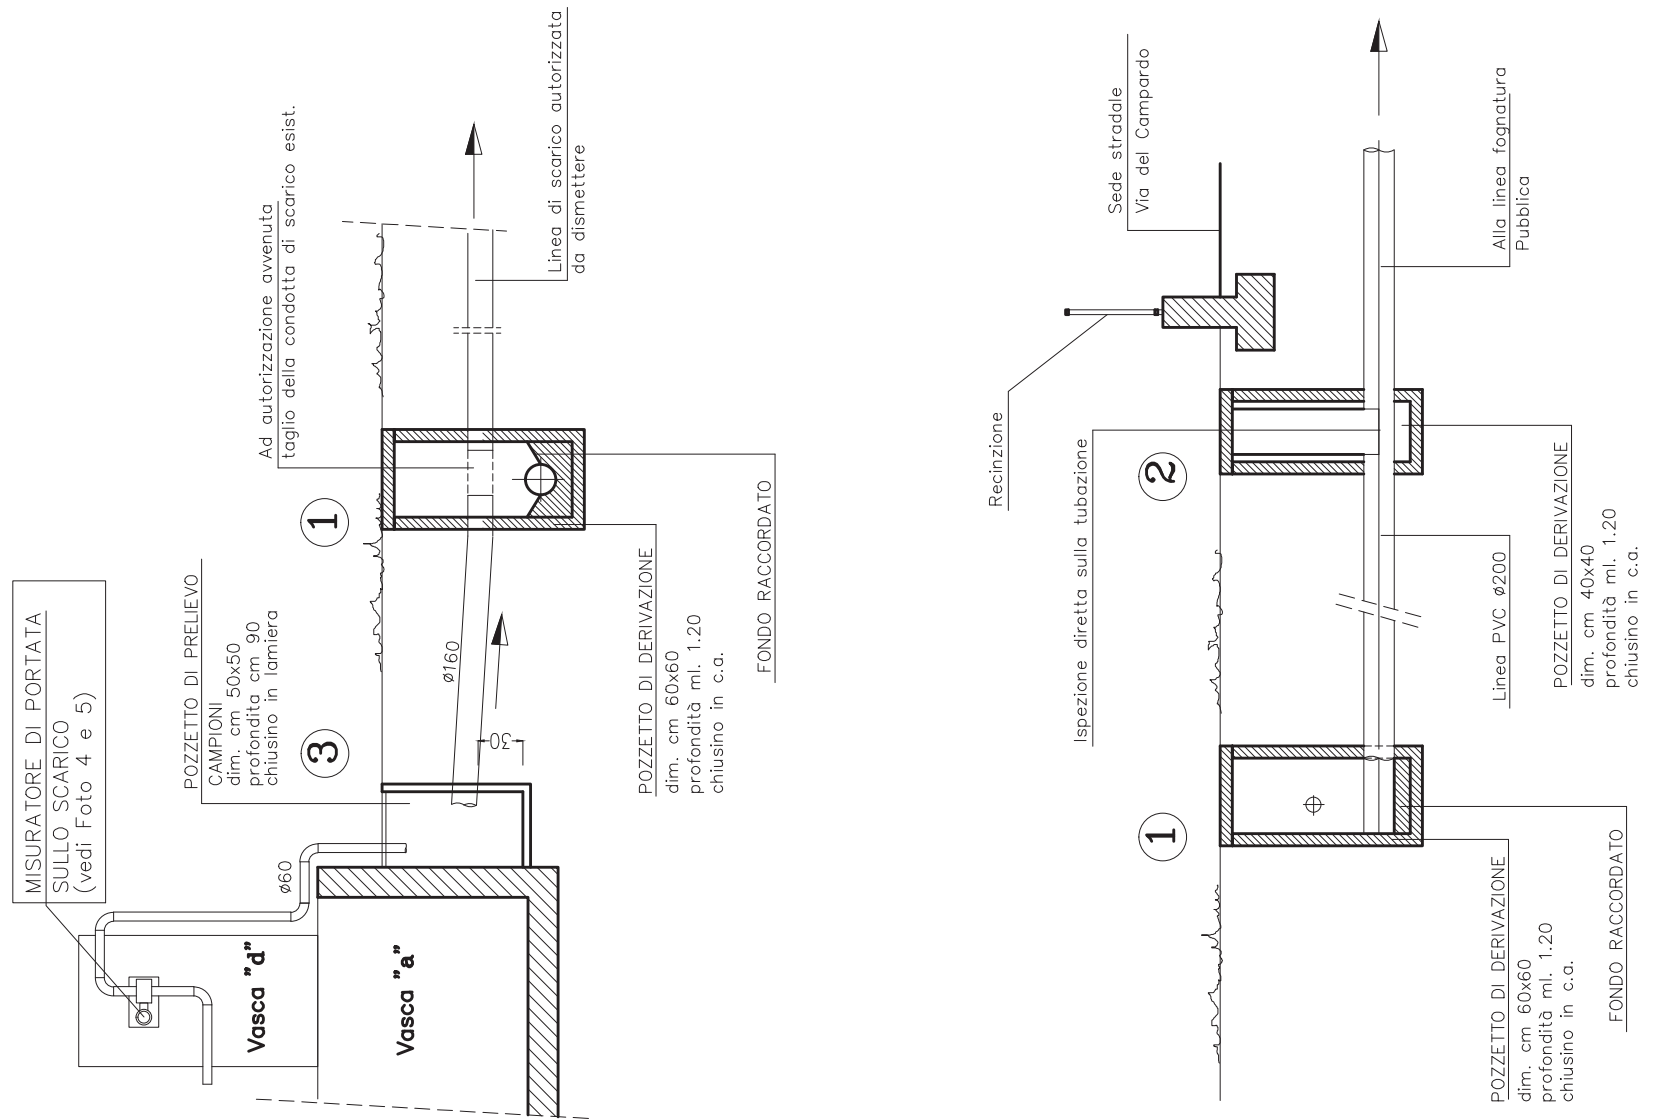 MISURATORE DI PORTATA
SULLO SCARICO
(vedi Foto 4 e 5)
POZZETTO DI PRELIEVO
CAMPIONI
dim. cm 50x50
profondita cm 90
chiusino in lamiera
Ad autorizzazione avvenuta
taglio della condotta di scarico esist.
Linea di scarico autorizzata
da dismettere
3
1
ø60
ø160
30
Vasca "d"
Vasca "a"
POZZETTO DI DERIVAZIONE
dim. cm 60x60
profondità ml. 1.20
chiusino in c.a.
FONDO RACCORDATO
Recinzione
Ispezione diretta sulla tubazione
Sede stradale
Via del Campardo
1
2
POZZETTO DI DERIVAZIONE
dim. cm 60x60
profondità ml. 1.20
chiusino in c.a.
FONDO RACCORDATO
Linea PVC ø200
POZZETTO DI DERIVAZIONE
dim. cm 40x40
profondità ml. 1.20
chiusino in c.a.
Alla linea fognatura
Pubblica